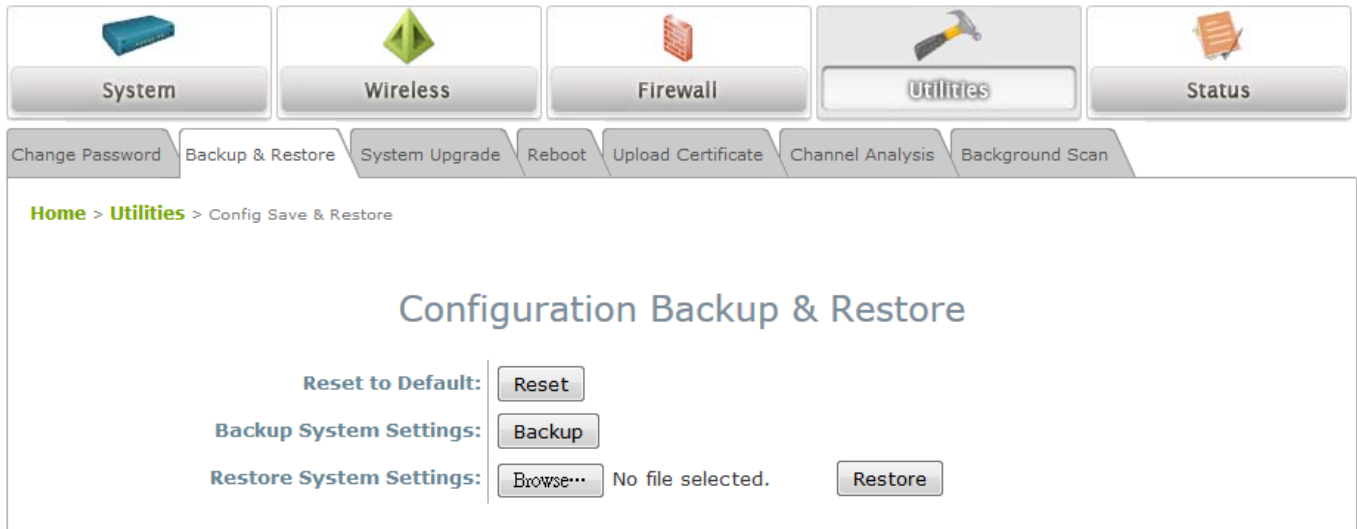 System Wireless Firewall Utilities Status
Change Password Backup & Restore System Upgrade Reboot Upload Certificate Channel Analysis Background Scan
Home > Utilities > Config Save & Restore
Configuration Backup & Restore
Reset to Default: Reset
Backup System Settings: Backup
Restore System Settings: Browse... No file selected. Restore